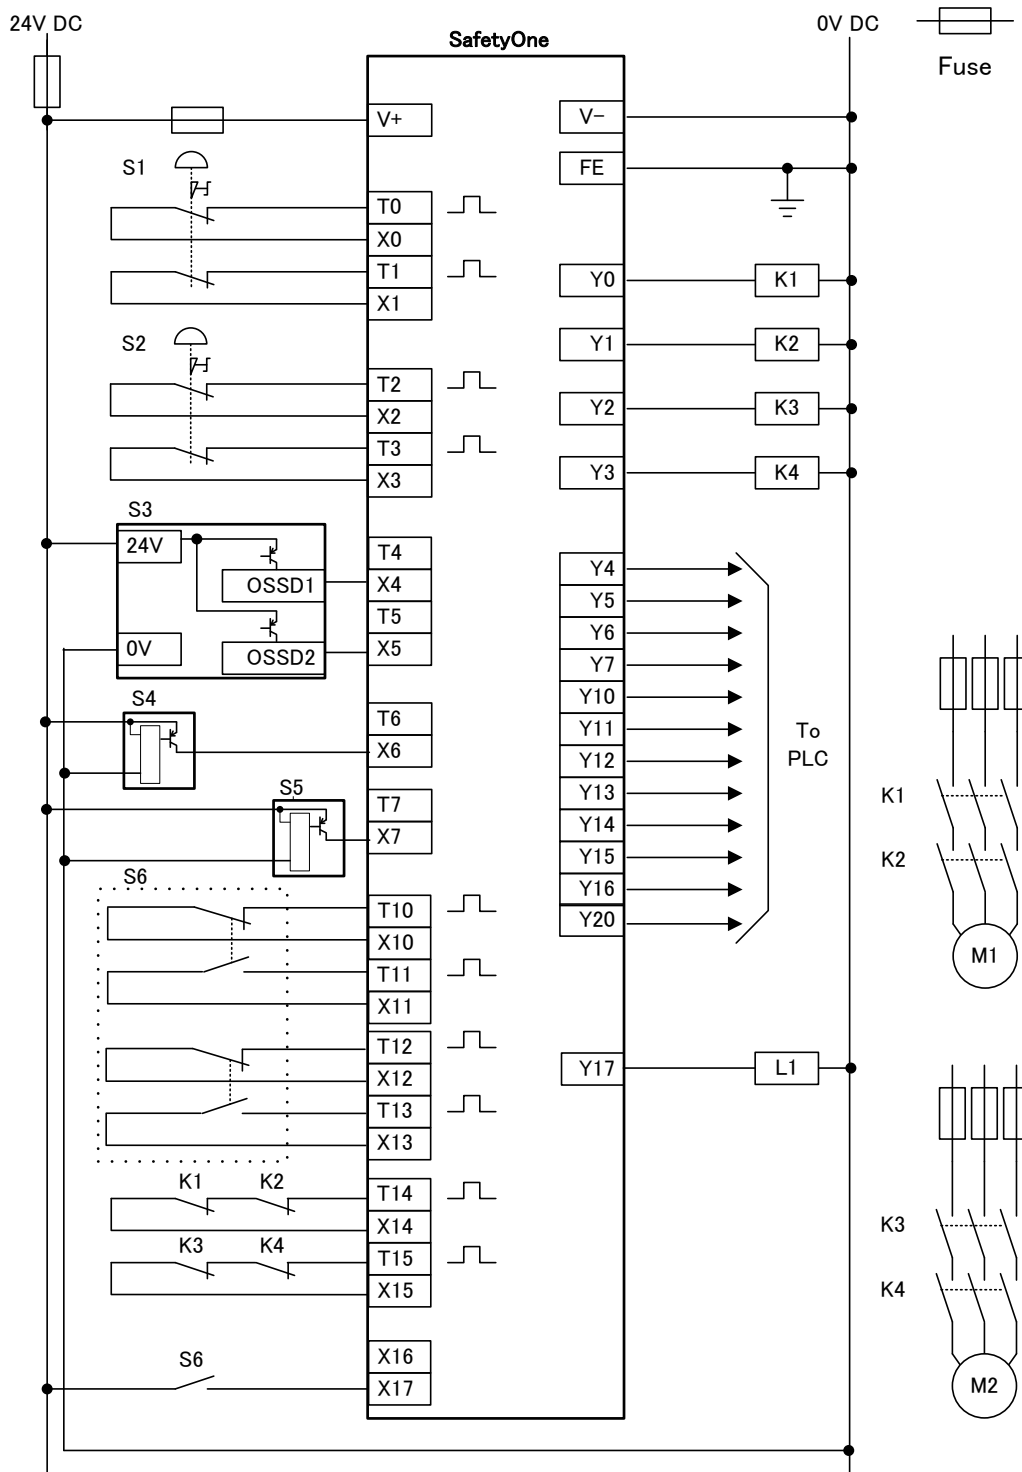 24V DC
SafetyOne
0V DC
Fuse
V+
V-
S1
FE
T0
X0
T1
X1
Y0
K1
S2
Y1
K2
T2
X2
Y2
K3
T3
X3
Y3
K4
S3
24V
OSSD1
0V
OSSD2
T4
X4
T5
X5
Y4
Y5
Y6
Y7
Y10
Y11
Y12
Y13
Y14
Y15
Y16
Y20
To
PLC
S4
T6
X6
S5
T7
X7
K1
K2
M1
S6
T10
X10
T11
X11
T12
X12
T13
X13
Y17
L1
K1
K2
T14
X14
K3
K4
T15
X15
K3
K4
M2
S6
X16
X17